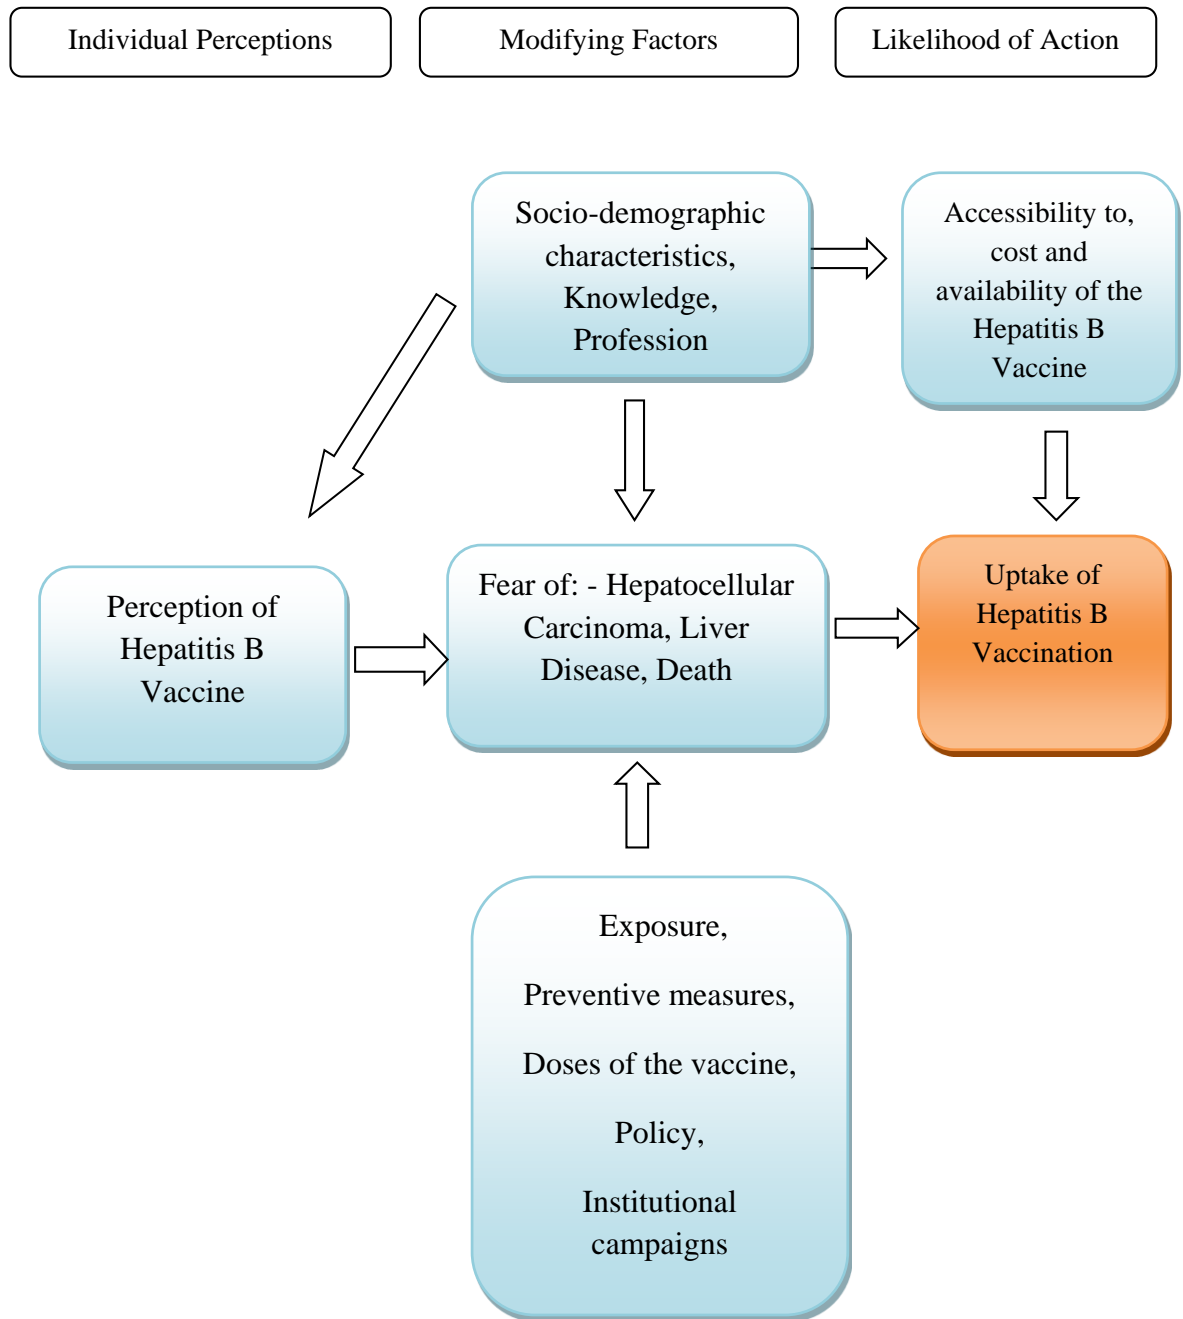 Individual Perceptions
Modifying Factors
Likelihood of Action
Socio-demographic
characteristics,
Knowledge,
Profession
Accessibility to,
cost and
availability of the
Hepatitis B
Vaccine
Perception of
Hepatitis B
Vaccine
Fear of: - Hepatocellular
Carcinoma, Liver
Disease, Death
Uptake of
Hepatitis B
Vaccination
Exposure,
Preventive measures,
Doses of the vaccine,
Policy,
Institutional
campaigns